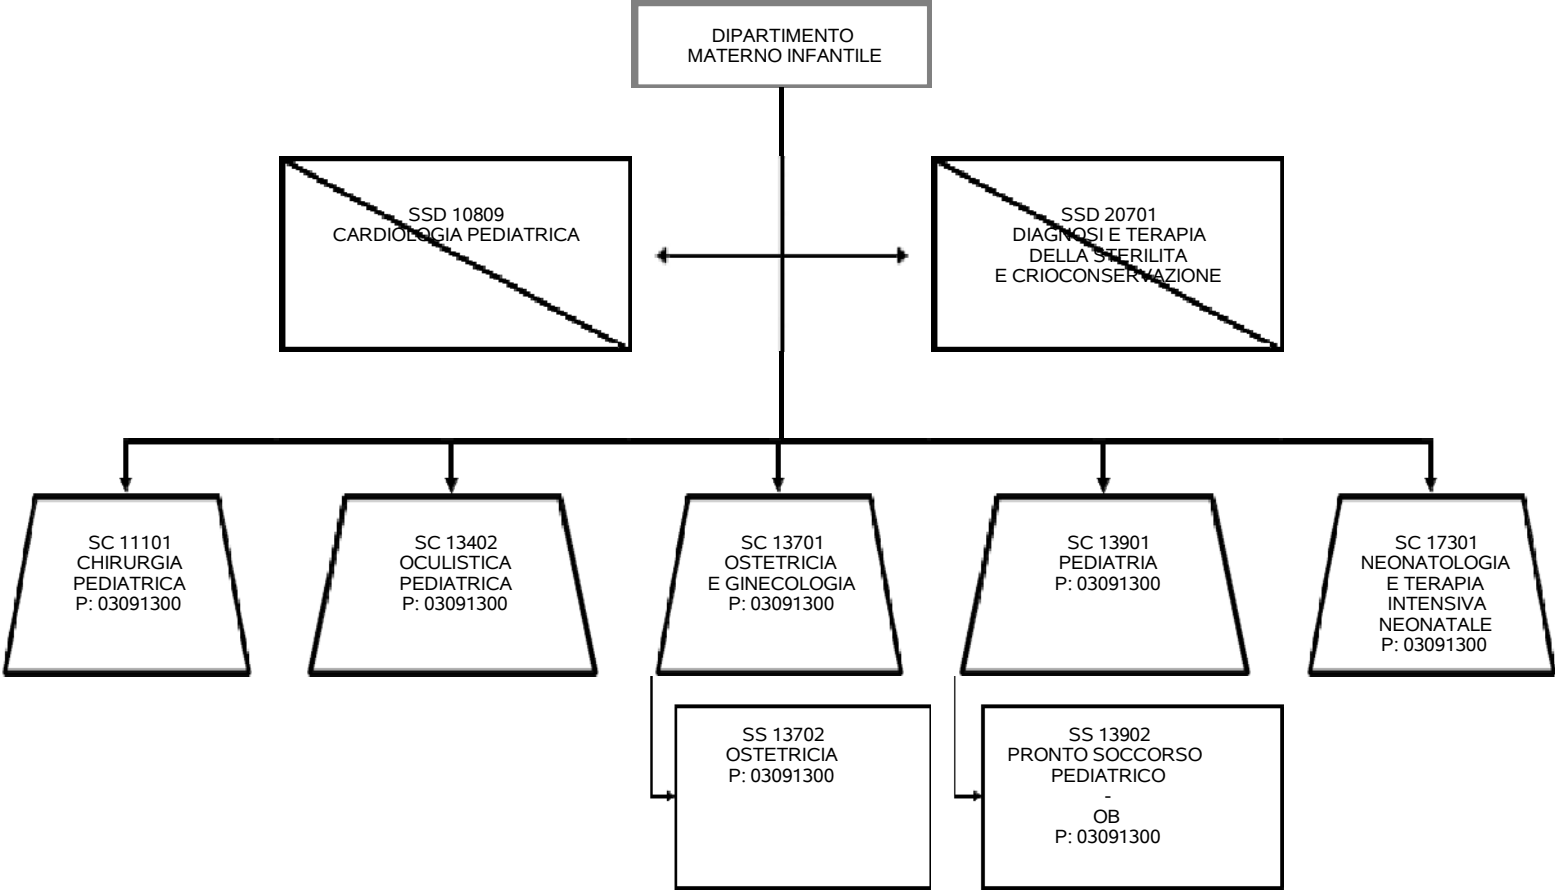 DIPARTIMENTO
MATERNO INFANTILE
SSD 10809
CARDIOLOGIA PEDIATRICA
SSD 20701
DIAGNOSI E TERAPIA
DELLA STERILITA
E CRIOCONSERVAZIONE
SC 11101
CHIRURGIA
PEDIATRICA
P: 03091300
SC 13402
OCULISTICA
PEDIATRICA
P: 03091300
SC 13701
OSTETRICIA
E GINECOLOGIA
P: 03091300
SC 13901
PEDIATRIA
P: 03091300
SC 17301
NEONATOLOGIA
E TERAPIA
INTENSIVA
NEONATALE
P: 03091300
SS 13702
OSTETRICIA
P: 03091300
SS 13902
PRONTO SOCCORSO
PEDIATRICO
-
OB
P: 03091300